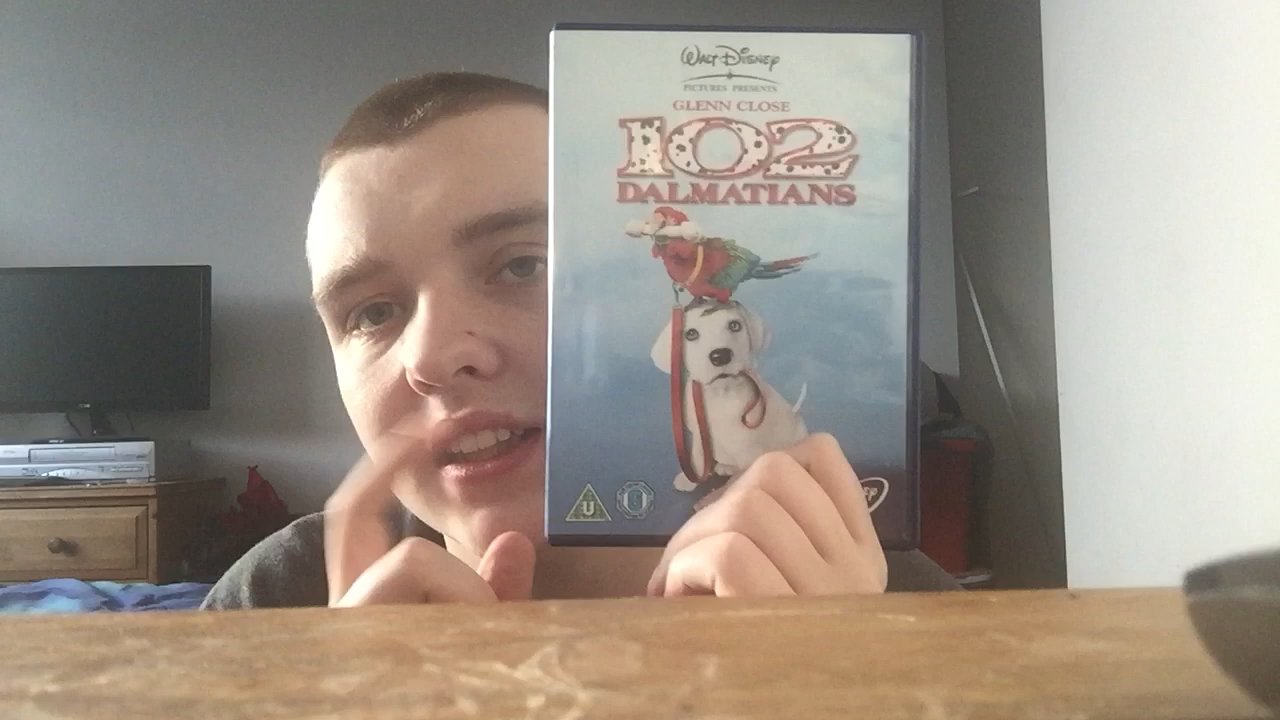 WALT DISNEY
PICTURES PRESENTS
GLENN CLOSE
102
DALMATIANS
U